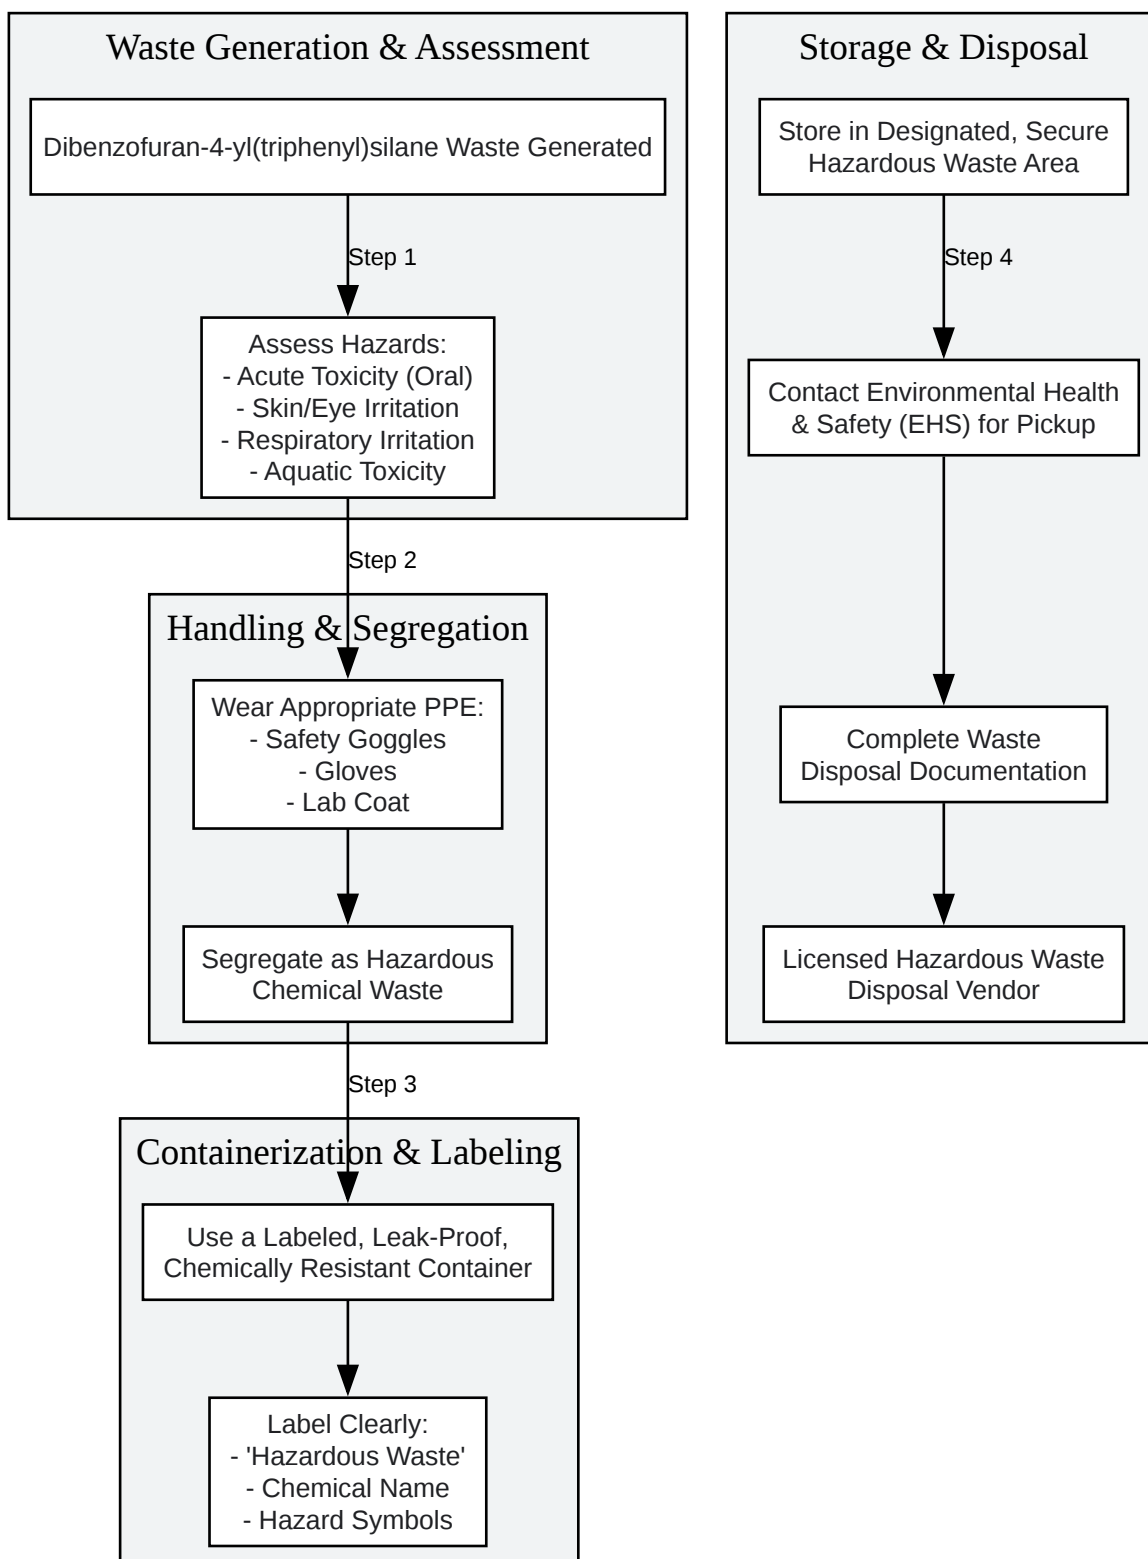 Waste Generation & Assessment
Dibenzofuran-4-yl(triphenyl)silane Waste Generated
Step 1
Assess Hazards:
- Acute Toxicity (Oral)
- Skin/Eye Irritation
- Respiratory Irritation
- Aquatic Toxicity
Step 2
Handling & Segregation
Wear Appropriate PPE:
- Safety Goggles
- Gloves
- Lab Coat
Segregate as Hazardous
Chemical Waste
Step 3
Containerization & Labeling
Use a Labeled, Leak-Proof,
Chemically Resistant Container
Label Clearly:
- 'Hazardous Waste'
- Chemical Name
- Hazard Symbols
Storage & Disposal
Store in Designated, Secure
Hazardous Waste Area
Step 4
Contact Environmental Health
& Safety (EHS) for Pickup
Complete Waste
Disposal Documentation
Licensed Hazardous Waste
Disposal Vendor